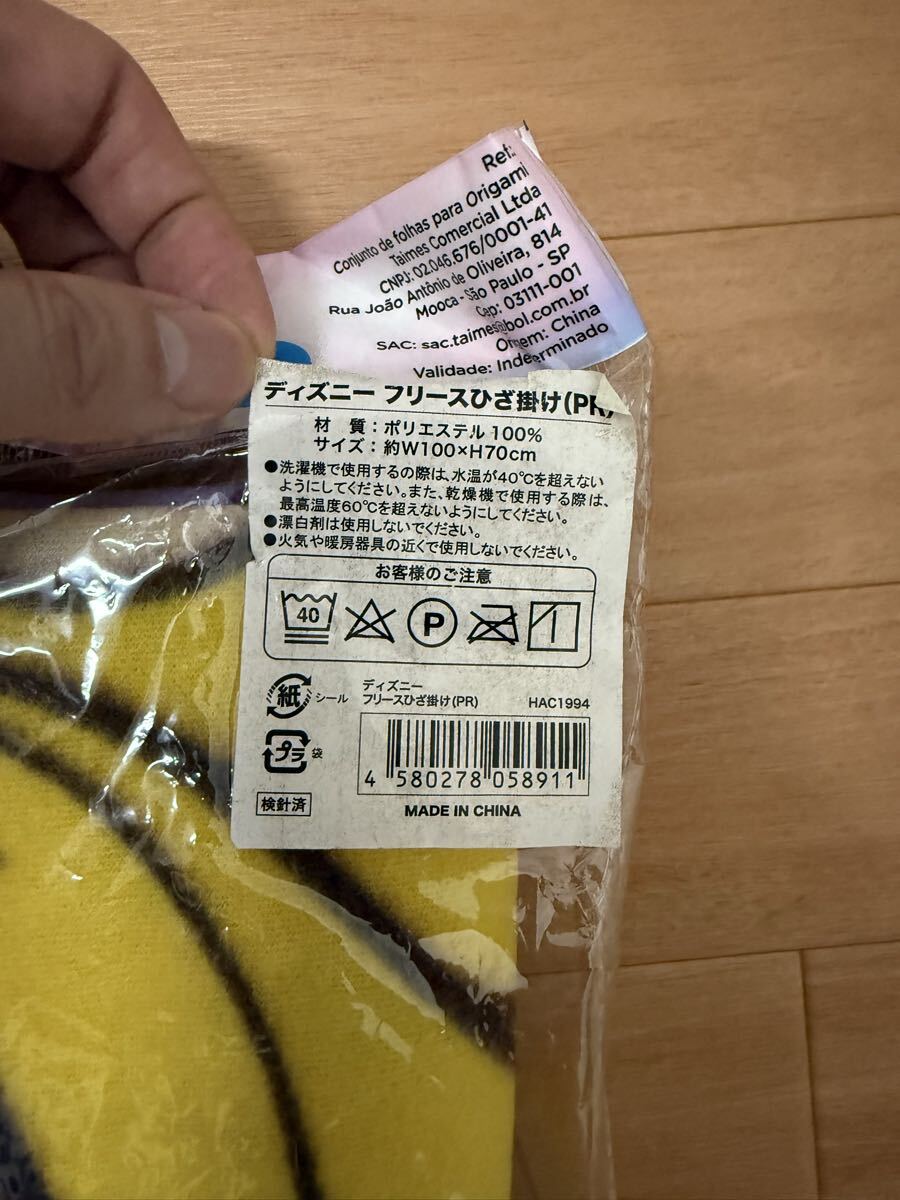 Ref:
Conjunto de folhas para Origami
Taimes Comercial Ltda
CNPJ: 02.046.676/0001-41
Rua João Antônio de Oliveira, 814
Mooca - São Paulo - SP
Cep: 03111-001
SAC: sac.taimes@bol.com.br
Origem: China
Validade: Indeterminado
ディズニー フリースひざ掛け(PR)
材 質：ポリエステル 100%
サイズ：約W100×H70cm
●洗濯機で使用するの際は、水温が40℃を超えない
ようにしてください。また、乾燥機で使用する際は、
最高温度60℃を超えないようにしてください。
●漂白剤は使用しないでください。
●火気や暖房器具の近くで使用しないでください。
お客様のご注意
40
P
紙 シール
ディズニー
フリースひざ掛け(PR) HAC1994
プラ 袋
4 580278 058911
検針済
MADE IN CHINA